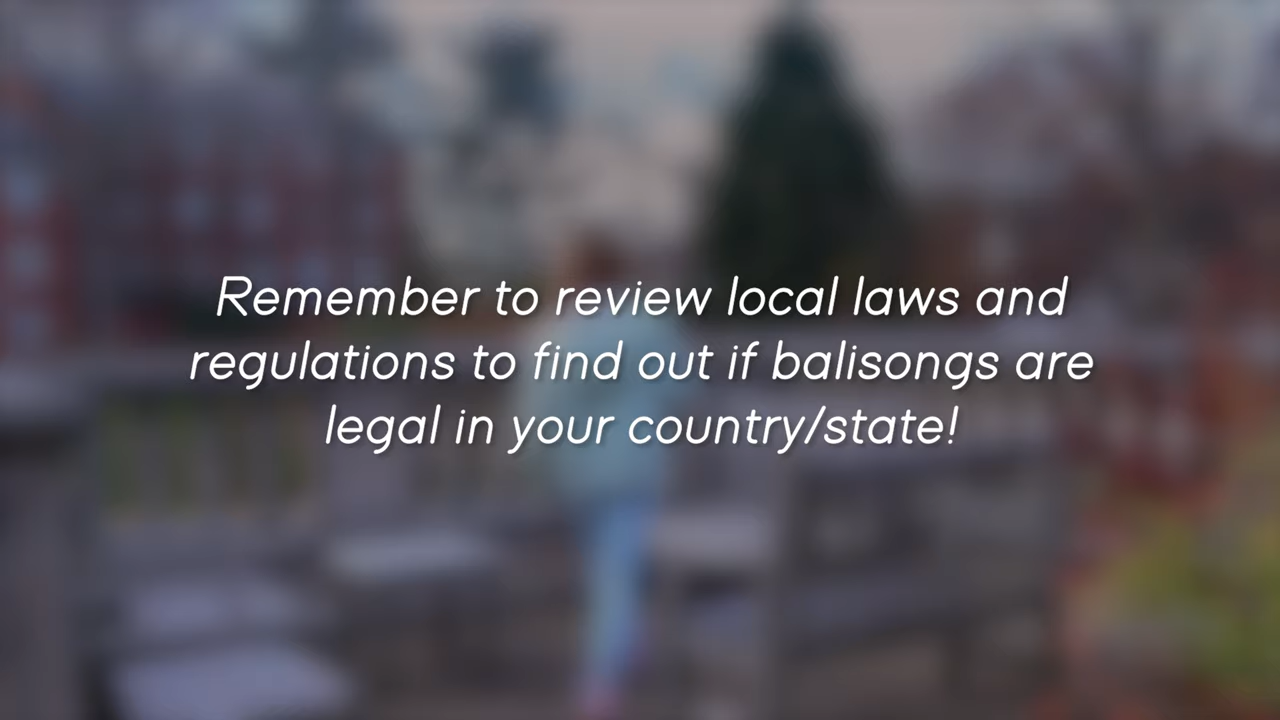 Remember to review local laws and
regulations to find out if balisongs are
legal in your country/state!